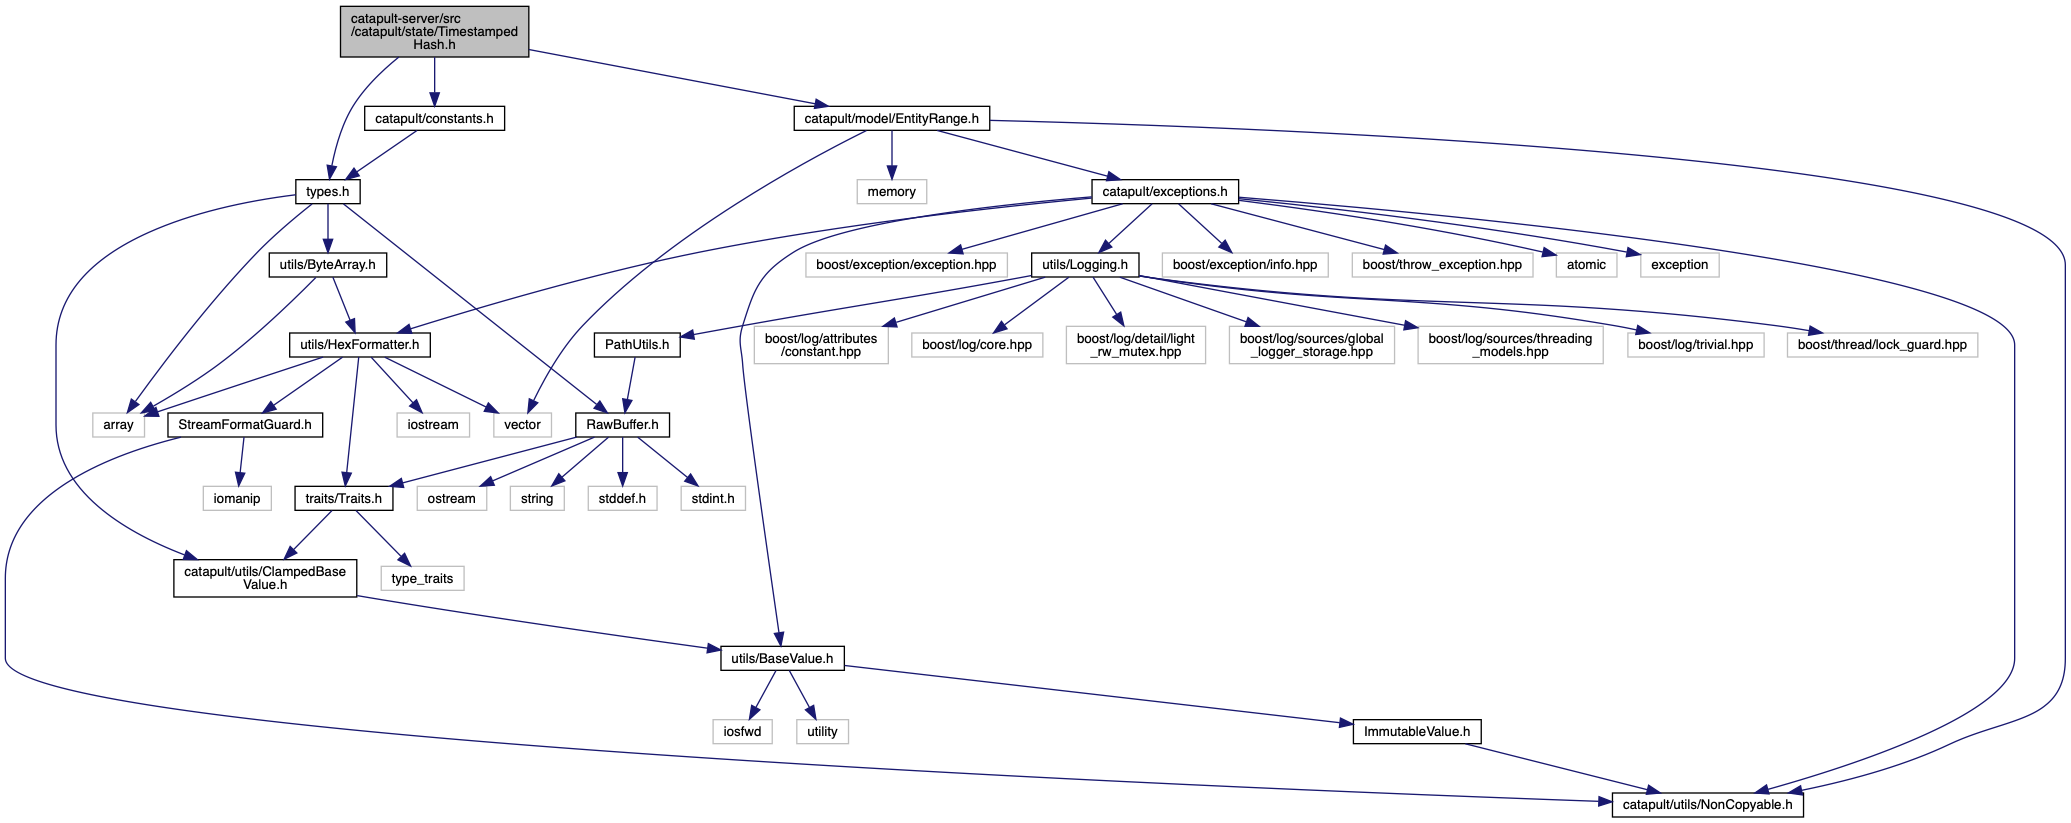 catapult-server/src
/catapult/state/Timestamped
Hash.h
catapult/constants.h
catapult/model/EntityRange.h
types.h
memory
catapult/exceptions.h
utils/ByteArray.h
boost/exception/exception.hpp
utils/Logging.h
boost/exception/info.hpp
boost/throw_exception.hpp
atomic
exception
utils/HexFormatter.h
PathUtils.h
boost/log/attributes
/constant.hpp
boost/log/core.hpp
boost/log/detail/light
_rw_mutex.hpp
boost/log/sources/global
_logger_storage.hpp
boost/log/sources/threading
_models.hpp
boost/log/trivial.hpp
boost/thread/lock_guard.hpp
array
StreamFormatGuard.h
iostream
vector
RawBuffer.h
iomanip
traits/Traits.h
ostream
string
stddef.h
stdint.h
catapult/utils/ClampedBase
Value.h
type_traits
utils/BaseValue.h
iosfwd
utility
ImmutableValue.h
catapult/utils/NonCopyable.h